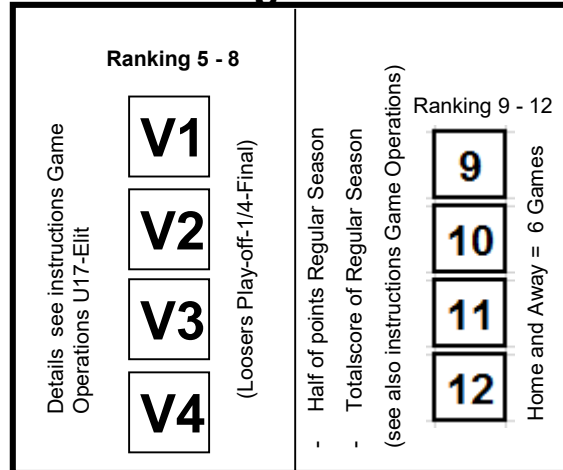 Ranking 5 - 8
Details see instructions Game
Operations U17-Elit
V1
V2
V3
V4
(Loosers Play-off-1/4-Final)
- Half of points Regular Season
- Totalscore of Regular Season
(see also instructions Game Operations)
Ranking 9 - 12
9
10
11
12
Home and Away = 6 Games